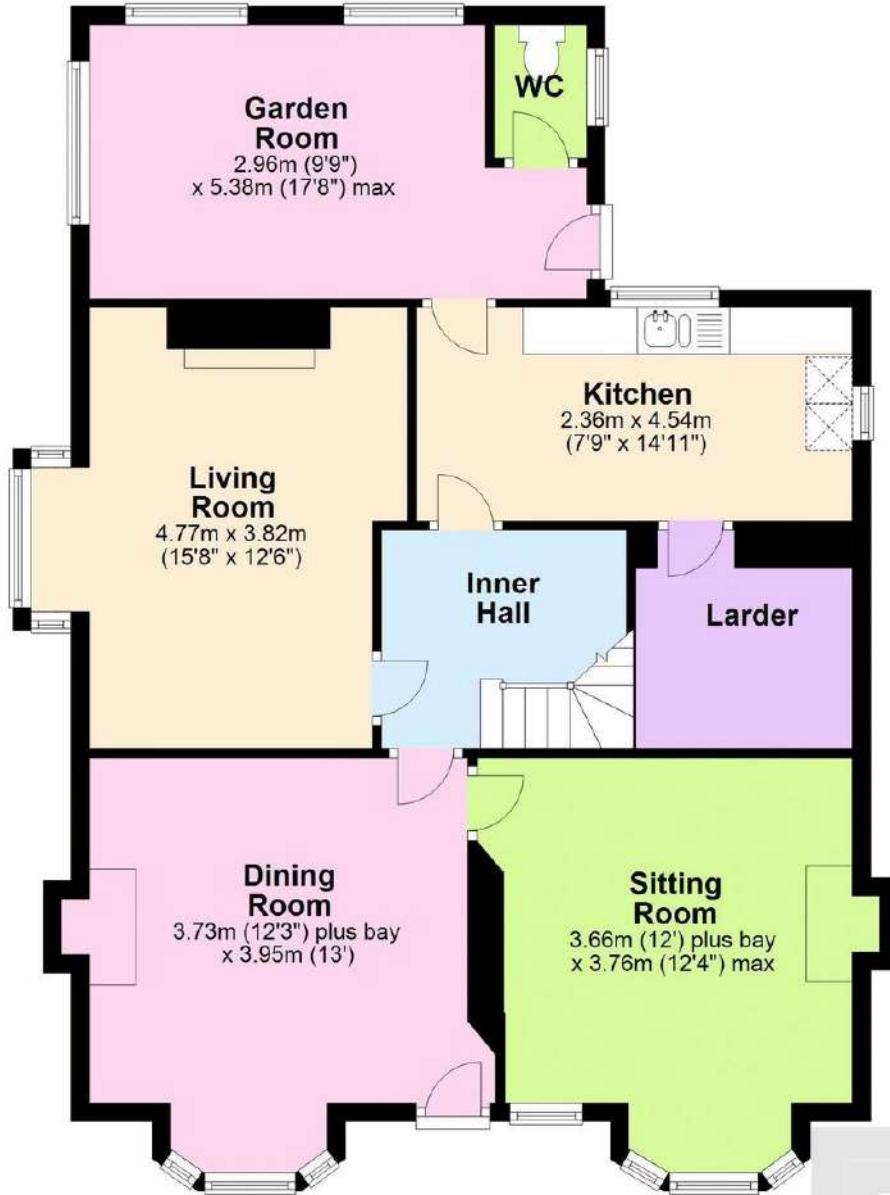 Garden
Room
2.96m (9'9")
x 5.38m (17'8") max
WC
Kitchen
2.36m x 4.54m
(7'9" x 14'11")
Living
Room
4.77m x 3.82m
(15'8" x 12'6")
Inner
Hall
Larder
Dining
Room
3.73m (12'3") plus bay
x 3.95m (13')
Sitting
Room
3.66m (12') plus bay
x 3.76m (12'4") max